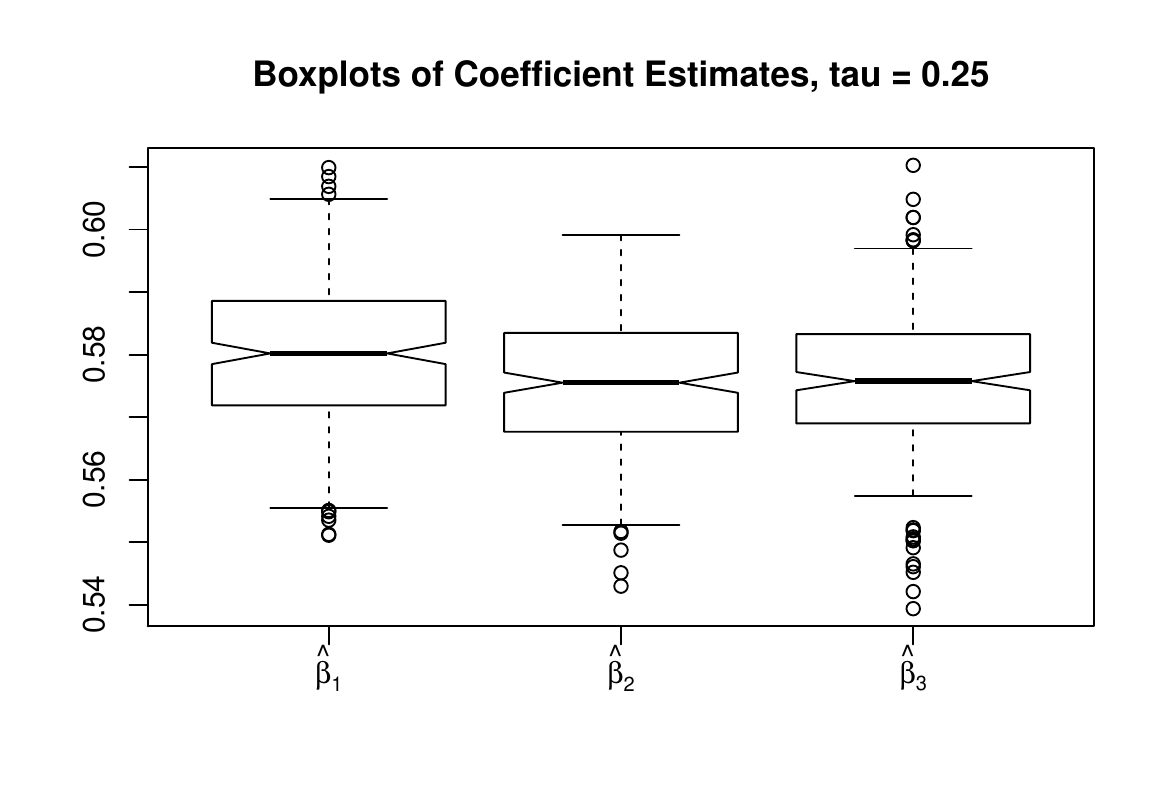 Boxplots of Coefficient Estimates, tau = 0.25
0.60
0.58
0.56
0.54
β̂₁ β̂₂ β̂₃